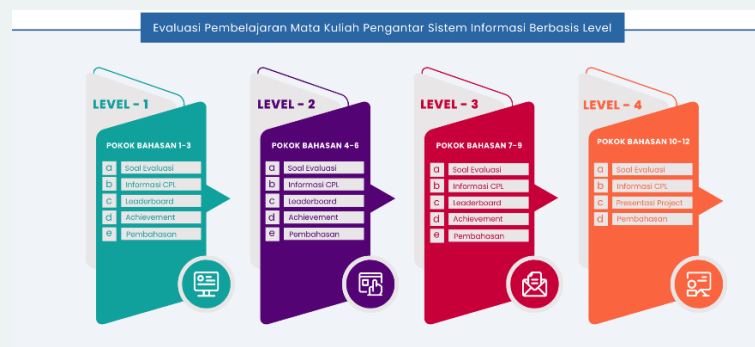 Evaluasi Pembelajaran Mata Kuliah Pengantar Sistem Informasi Berbasis Level
LEVEL - 1
POKOK BAHASAN 1-3
a Soal Evaluasi
b Informasi CPL
c Leaderboard
d Achievement
e Pembahasan
LEVEL - 2
POKOK BAHASAN 4-6
a Soal Evaluasi
b Informasi CPL
c Leaderboard
d Achievement
e Pembahasan
LEVEL - 3
POKOK BAHASAN 7-9
a Soal Evaluasi
b Informasi CPL
c Leaderboard
d Achievement
e Pembahasan
LEVEL - 4
POKOK BAHASAN 10-12
a Soal Evaluasi
b Informasi CPL
c Presentasi Project
d Pembahasan